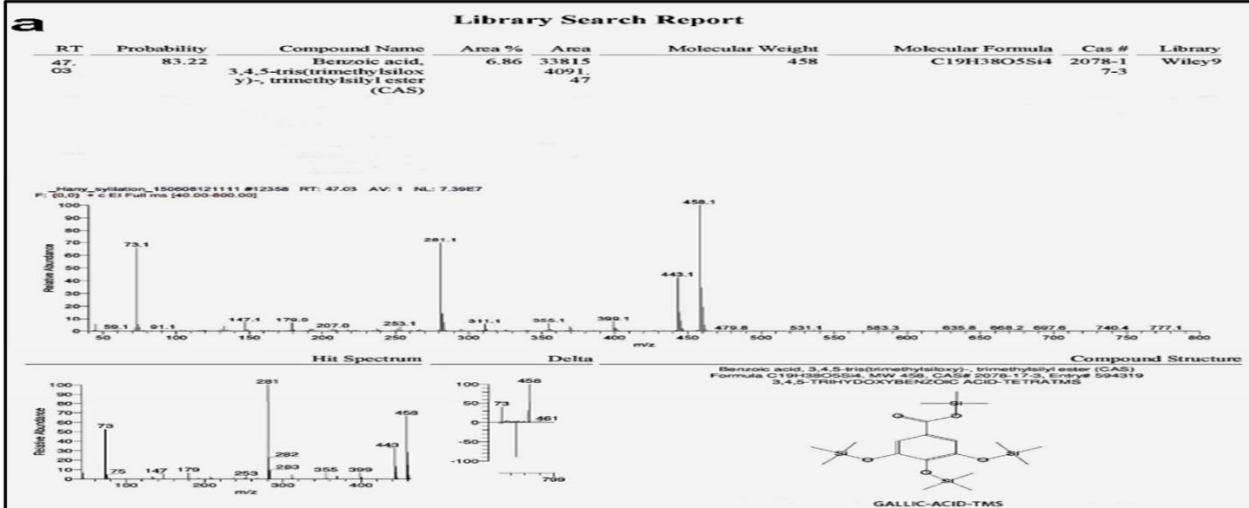 a
Library Search Report
RT Probability Compound Name Area % Area Molecular Weight Molecular Formula Cas # Library
47. 83.22 Benzoic acid, 6.86 33815 458 C19H38O5Si4 2078-1 Wiley9
03 3,4,5-tris(trimethylsilox 4091. 7-3
y)-, trimethylsilyl ester 47
(CAS)
_Hany_syllation_150608121111 #12358 RT: 47.03 AV: 1 NL: 7.39E7
F: {0,0} + c EI Full ms [40.00-800.00]
Relative Abundance
100
90
80
70
60
50
40
30
20
10
0
73.1
59.1
91.1
147.1
179.0
207.0
253.1
281.1
311.1
355.1
399.1
443.1
458.1
479.8
531.1
583.3
635.8
668.2
697.6
740.4
777.1
50 100 150 200 250 300 350 400 450 500 550 600 650 700 750 800
m/z
Hit Spectrum
Relative Abundance
100
90
80
70
60
50
40
30
20
10
0
73
75
147
179
253
281
282
283
355
399
443
458
100 200 300 400
m/z
Delta
100
50
0
-50
-100
73
458
461
799
Compound Structure
Benzoic acid, 3,4,5-tris(trimethylsiloxy)-, trimethylsilyl ester (CAS)
Formula C19H38O5Si4, MW 458, CAS# 2078-17-3, Entry# 594319
3,4,5-TRIHYDOXYBENZOIC ACID-TETRATMS
Si
O
O
Si
O
O
Si
O
Si
GALLIC-ACID-TMS